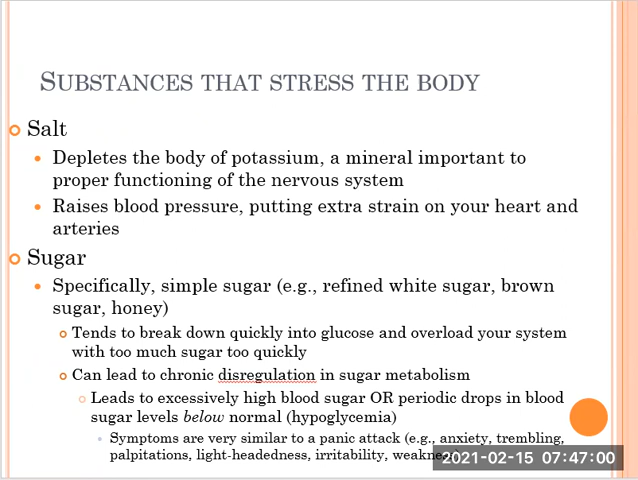 SUBSTANCES THAT STRESS THE BODY
Salt
Depletes the body of potassium, a mineral important to
proper functioning of the nervous system
Raises blood pressure, putting extra strain on your heart and
arteries
Sugar
Specifically, simple sugar (e.g., refined white sugar, brown
sugar, honey)
Tends to break down quickly into glucose and overload your system
with too much sugar too quickly
Can lead to chronic disregulation in sugar metabolism
Leads to excessively high blood sugar OR periodic drops in blood
sugar levels below normal (hypoglycemia)
Symptoms are very similar to a panic attack (e.g., anxiety, trembling,
palpitations, light-headedness, irritability,
2021-02-15 07:47:00